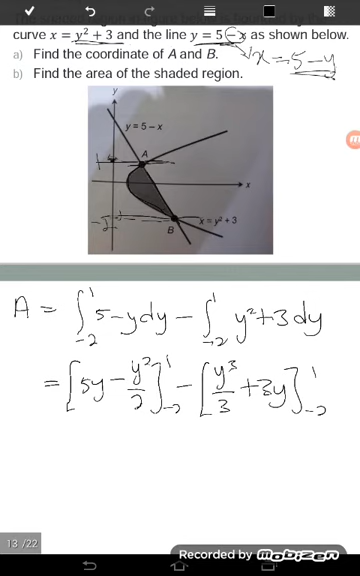 curve x = y² + 3 and the line y = 5 – x as shown below.
x = 5 – y
a) Find the coordinate of A and B.
b) Find the area of the shaded region.
y
y = 5 – x
A
1
x
-2
x = y² + 3
B
A = ∫₋₂¹ 5 – y dy – ∫₋₂¹ y² + 3 dy
= [5y – y²/2]₋₂¹ – [y³/3 + 3y]₋₂¹
13 /22
Recorded by Mobizen